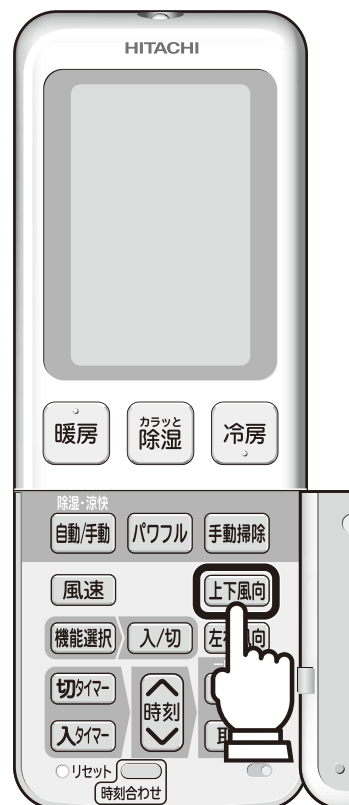 HITACHI
暖房
カラッと
除湿
冷房
除湿・涼快
自動/手動 パワフル 手動掃除
風速 上下風向
機能選択 入/切
切タイマー
時刻
入タイマー
リセット
時刻合わせ